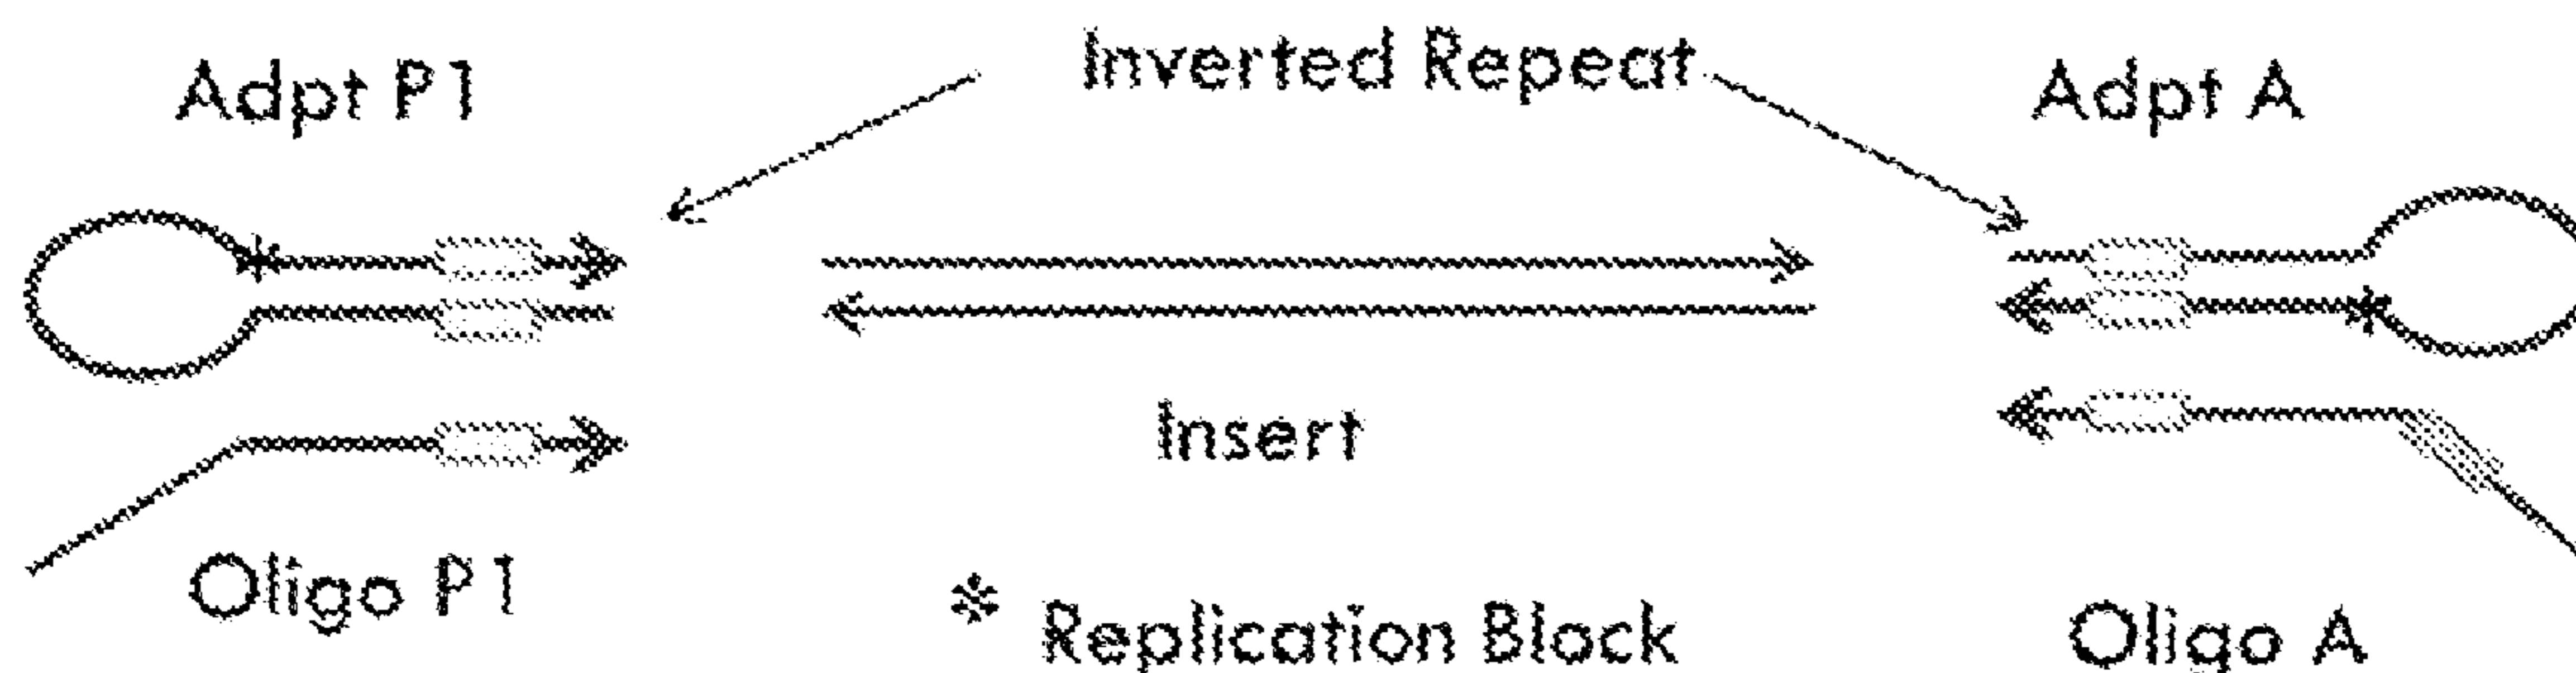 Adpt P1
Inverted Repeat
Adpt A
Insert
Oligo P1
* Replication Block
Oligo A